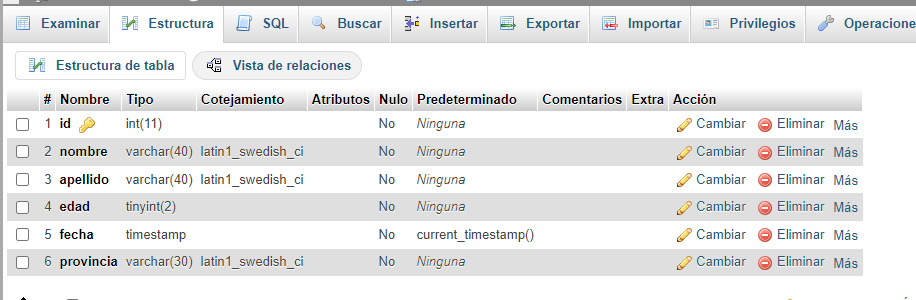 Examinar Estructura SQL Buscar Insertar Exportar Importar Privilegios Operacione
Estructura de tabla Vista de relaciones
# Nombre Tipo Cotejamiento Atributos Nulo Predeterminado Comentarios Extra Acción
1 id int(11) No Ninguna Cambiar Eliminar Más
2 nombre varchar(40) latin1_swedish_ci No Ninguna Cambiar Eliminar Más
3 apellido varchar(40) latin1_swedish_ci No Ninguna Cambiar Eliminar Más
4 edad tinyint(2) No Ninguna Cambiar Eliminar Más
5 fecha timestamp No current_timestamp() Cambiar Eliminar Más
6 provincia varchar(30) latin1_swedish_ci No Ninguna Cambiar Eliminar Más